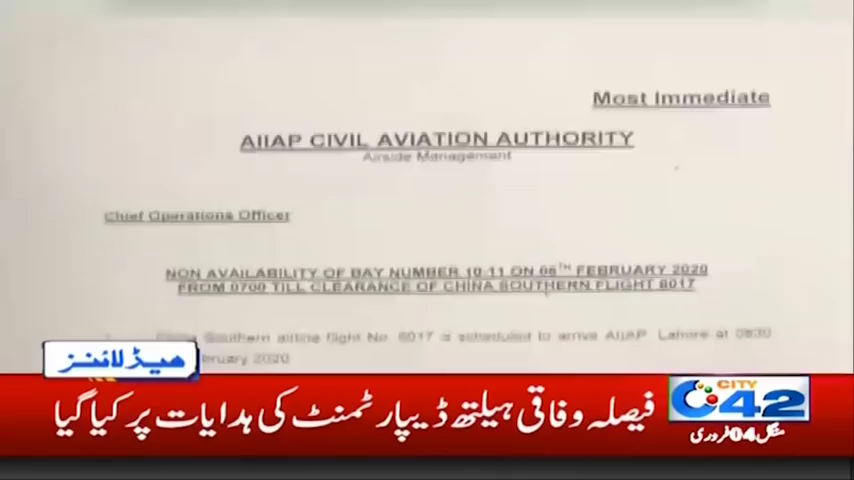 Most Immediate
AIIAP CIVIL AVIATION AUTHORITY
Airside Management
Chief Operations Officer
NON AVAILABILITY OF BAY NUMBER 10-11 ON 06TH FEBRUARY 2020
FROM 0700 TILL CLEARANCE OF CHINA SOUTHERN FLIGHT 6017
China Southern airline flight No. 6017 is scheduled to arrive AIIAP, Lahore at 0830
February 2020
ہیڈلائنز
فیصلہ وفاقی ہیلتھ ڈیپارٹمنٹ کی ہدایات پر کیا گیا
CITY
42
منگل 04 فروری